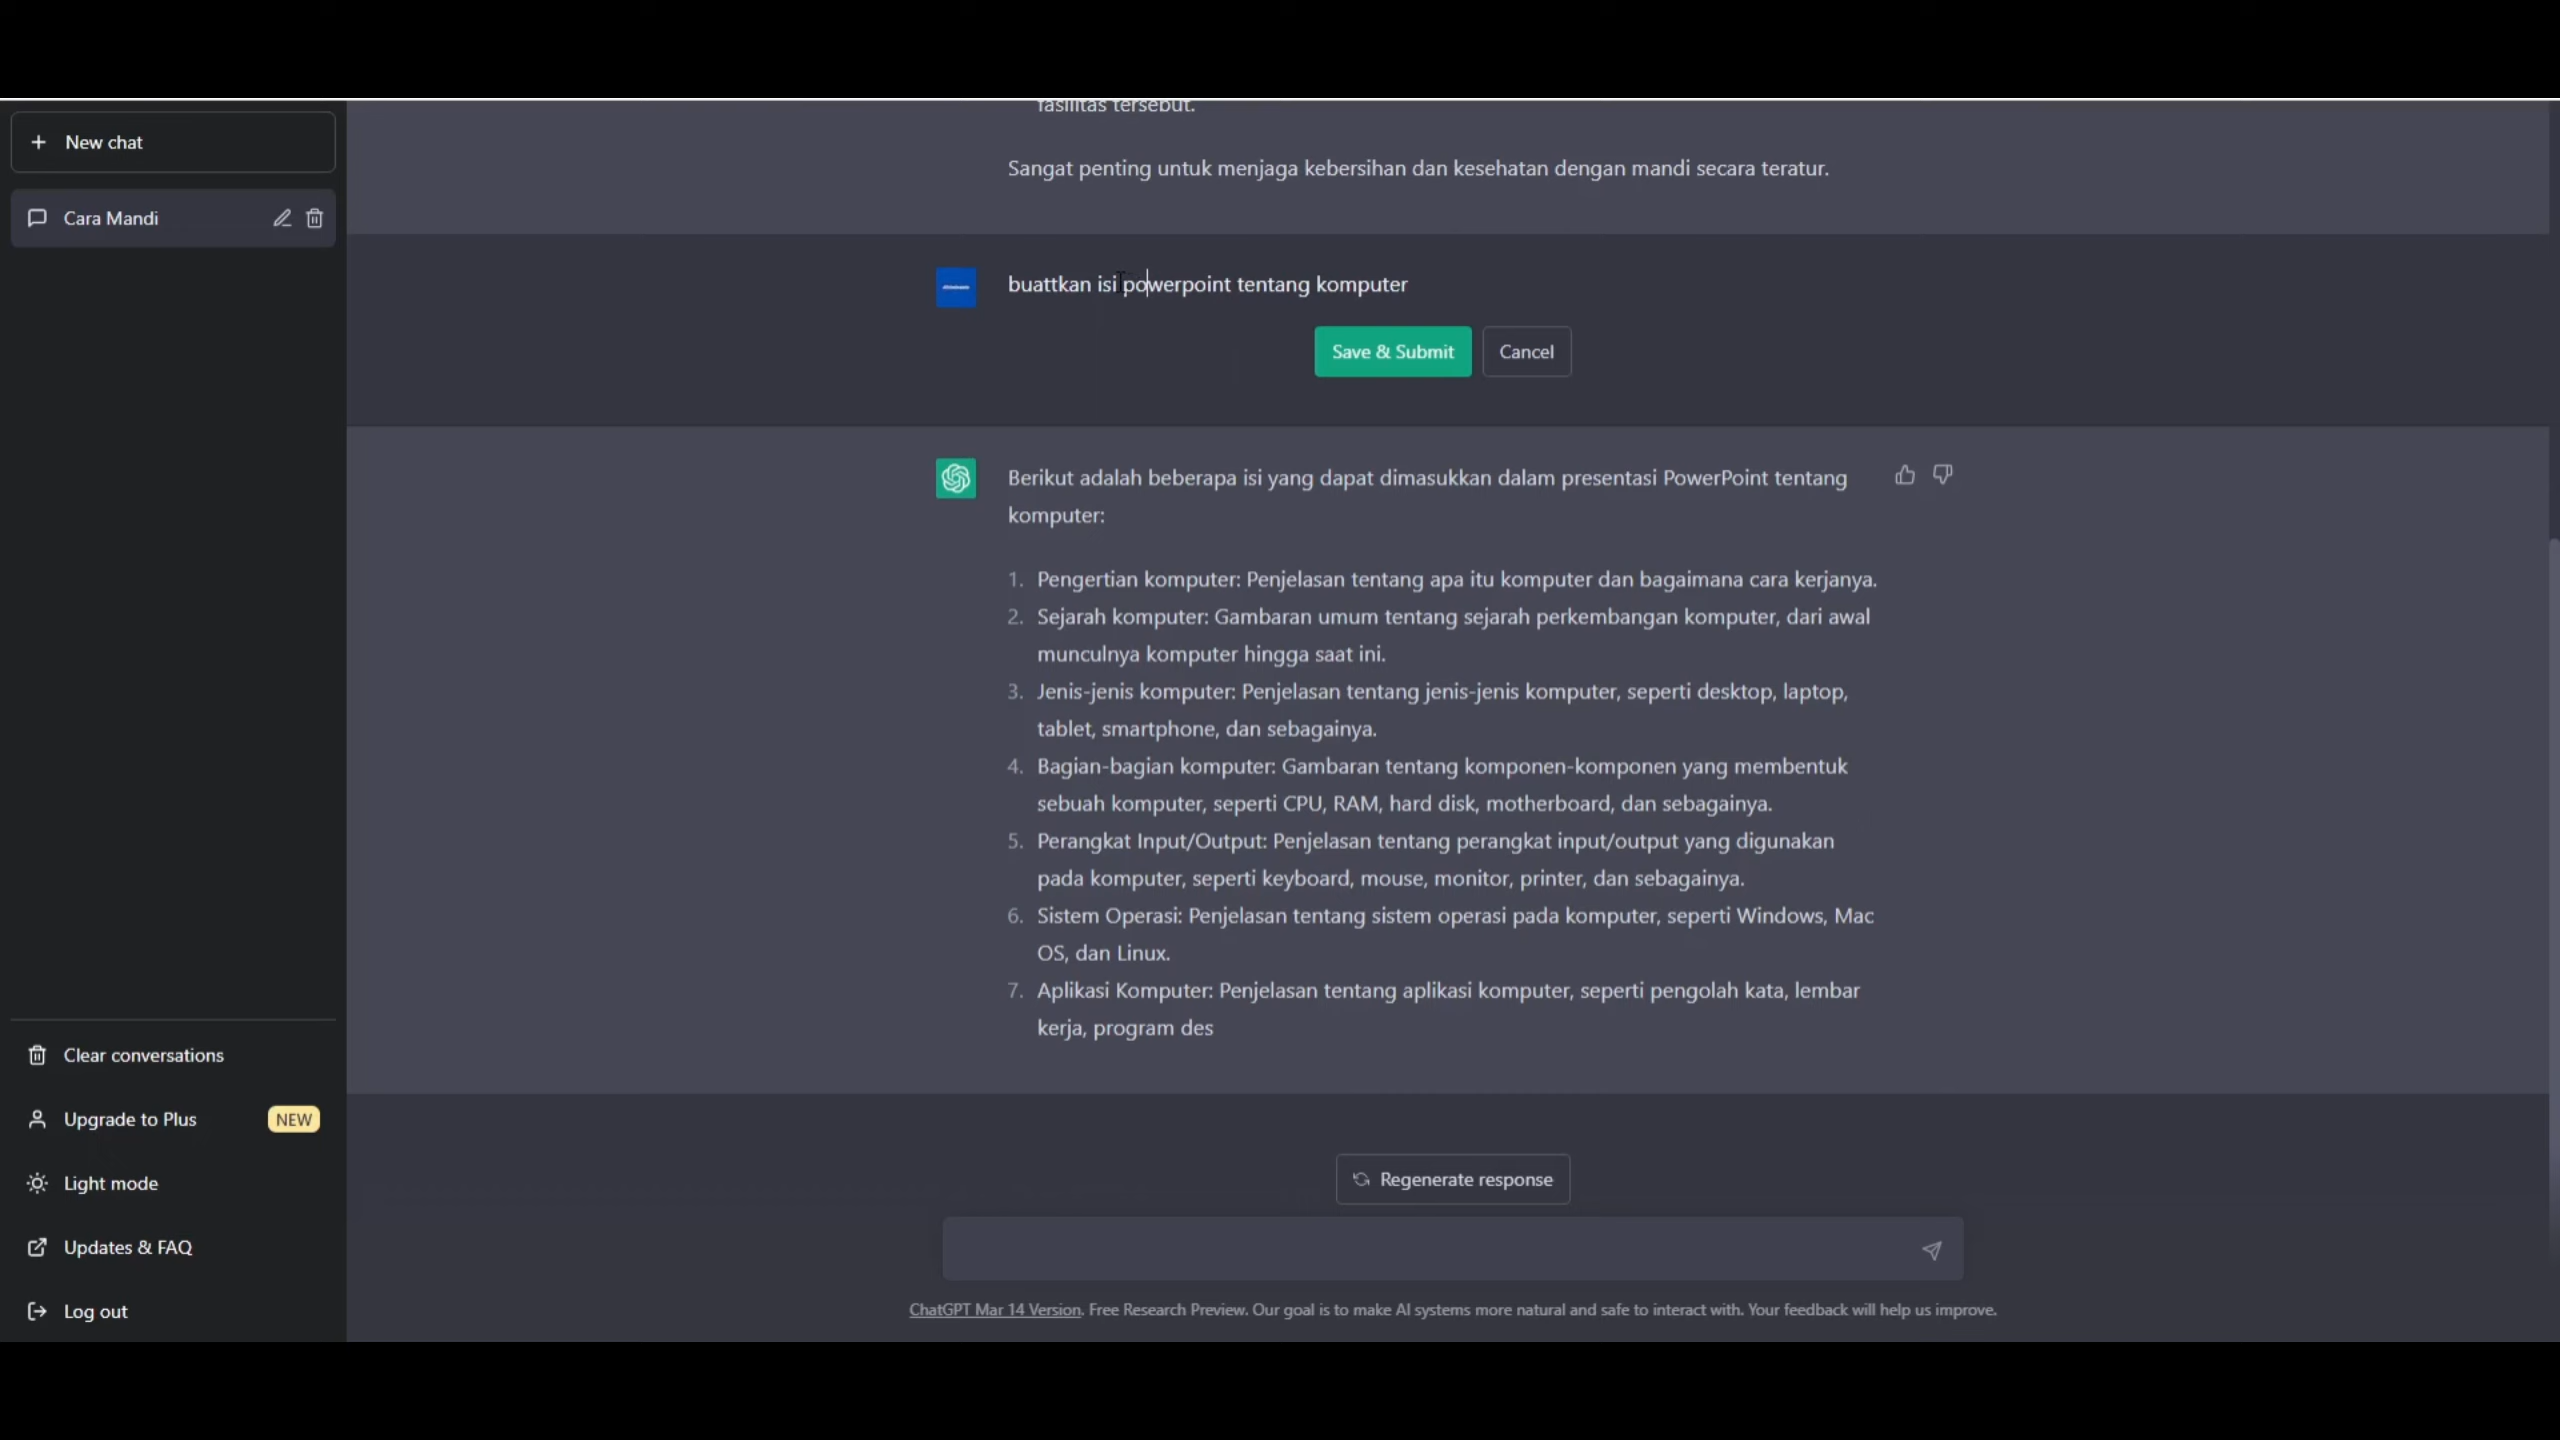 New chat
Cara Mandi
Clear conversations
Upgrade to Plus NEW
Light mode
Updates & FAQ
Log out
fasilitas tersebut.
Sangat penting untuk menjaga kebersihan dan kesehatan dengan mandi secara teratur.
buattkan isi powerpoint tentang komputer
Save & Submit Cancel
Berikut adalah beberapa isi yang dapat dimasukkan dalam presentasi PowerPoint tentang
komputer:
1. Pengertian komputer: Penjelasan tentang apa itu komputer dan bagaimana cara kerjanya.
2. Sejarah komputer: Gambaran umum tentang sejarah perkembangan komputer, dari awal
munculnya komputer hingga saat ini.
3. Jenis-jenis komputer: Penjelasan tentang jenis-jenis komputer, seperti desktop, laptop,
tablet, smartphone, dan sebagainya.
4. Bagian-bagian komputer: Gambaran tentang komponen-komponen yang membentuk
sebuah komputer, seperti CPU, RAM, hard disk, motherboard, dan sebagainya.
5. Perangkat Input/Output: Penjelasan tentang perangkat input/output yang digunakan
pada komputer, seperti keyboard, mouse, monitor, printer, dan sebagainya.
6. Sistem Operasi: Penjelasan tentang sistem operasi pada komputer, seperti Windows, Mac
OS, dan Linux.
7. Aplikasi Komputer: Penjelasan tentang aplikasi komputer, seperti pengolah kata, lembar
kerja, program des
Regenerate response
ChatGPT Mar 14 Version. Free Research Preview. Our goal is to make AI systems more natural and safe to interact with. Your feedback will help us improve.